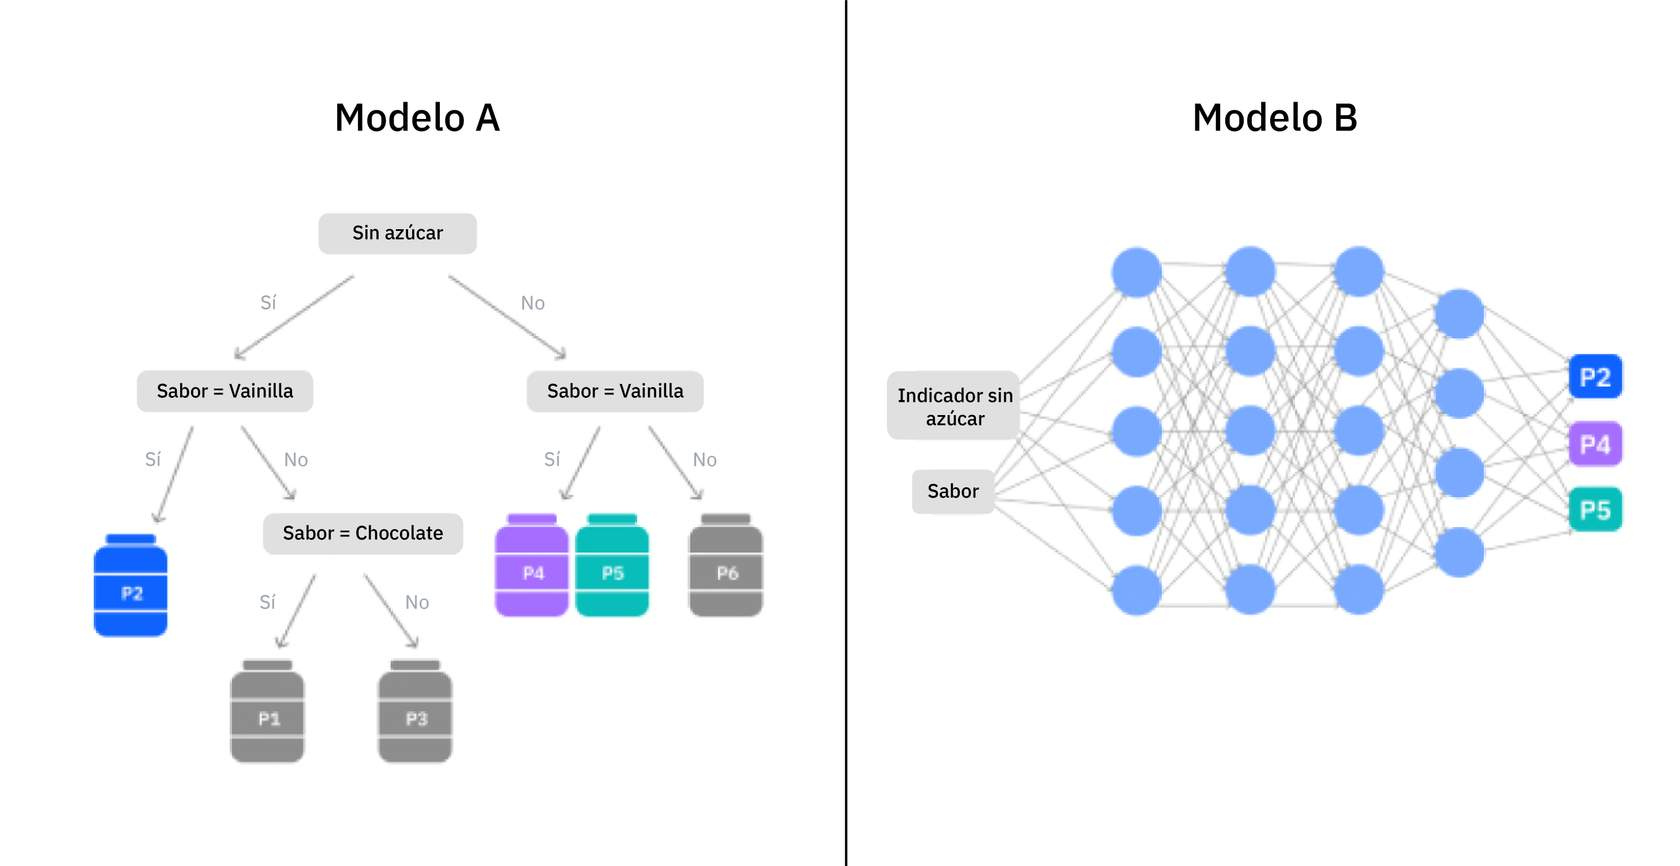 Modelo A
Sin azúcar
Sí
No
Sabor = Vainilla
Sabor = Vainilla
Sí
No
Sí
No
P2
Sabor = Chocolate
P4
P5
P6
Sí
No
P1
P3
Modelo B
Indicador sin
azúcar
Sabor
P2
P4
P5